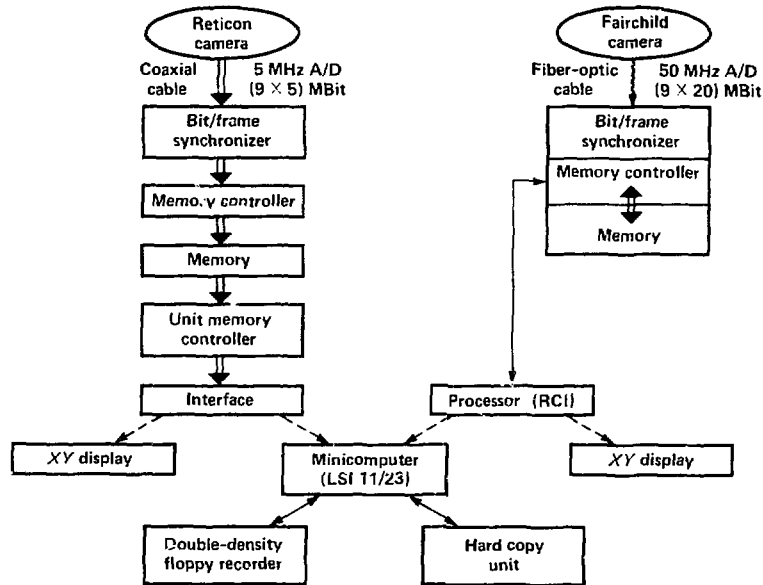 Reticon
camera
Coaxial
cable
5 MHz A/D
(9 × 5) MBit
Bit/frame
synchronizer
Memory controller
Memory
Unit memory
controller
Interface
XY display
Fairchild
camera
Fiber-optic
cable
50 MHz A/D
(9 × 20) MBit
Bit/frame
synchronizer
Memory controller
Memory
Processor (RCI)
XY display
Minicomputer
(LSI 11/23)
Double-density
floppy recorder
Hard copy
unit